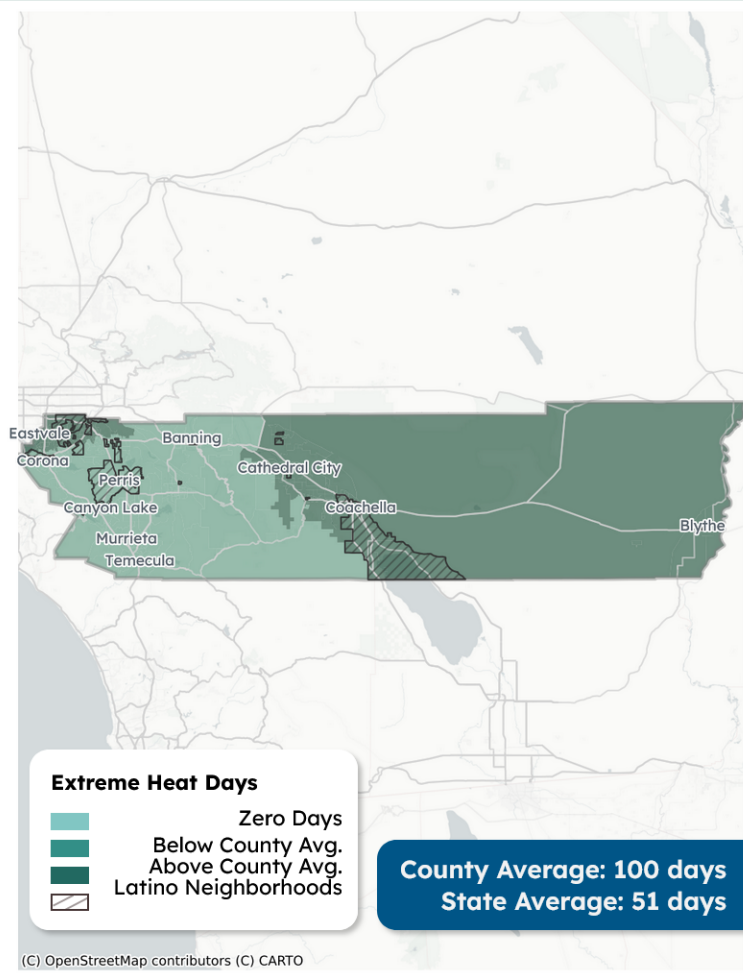 Eastvale
Banning
Corona
Cathedral City
Perris
Canyon Lake
Coachella
Blythe
Murrieta
Temecula
Extreme Heat Days
Zero Days
Below County Avg.
Above County Avg.
Latino Neighborhoods
County Average: 100 days
State Average: 51 days
(C) OpenStreetMap contributors (C) CARTO